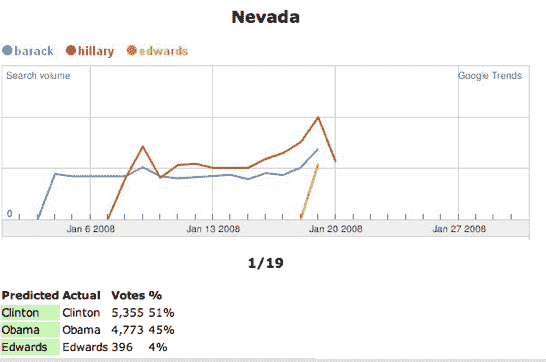 Nevada
barack hillary edwards
Search volume Google Trends
0
Jan 6 2008 Jan 13 2008 Jan 20 2008 Jan 27 2008
1/19
Predicted Actual Votes %
Clinton Clinton 5,355 51%
Obama Obama 4,773 45%
Edwards Edwards 396 4%